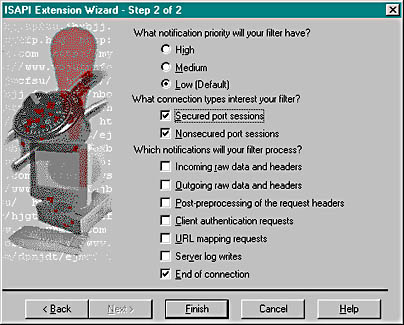 ISAPI Extension Wizard - Step 2 of 2
What notification priority will your filter have?
High
Medium
Low (Default)
What connection types interest your filter?
Secured port sessions
Nonsecured port sessions
Which notifications will your filter process?
Incoming raw data and headers
Outgoing raw data and headers
Post-preprocessing of the request headers
Client authentication requests
URL mapping requests
Server log writes
End of connection
< Back
Next >
Finish
Cancel
Help